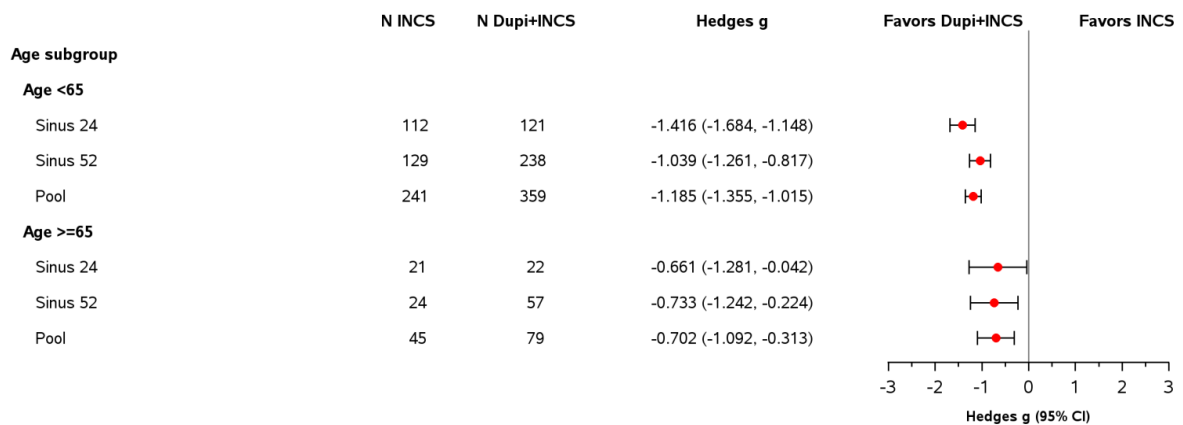 N INCS N Dupi+INCS Hedges g Favors Dupi+INCS Favors INCS
Age subgroup
Age <65
Sinus 24 112 121 -1.416 (-1.684, -1.148)
Sinus 52 129 238 -1.039 (-1.261, -0.817)
Pool 241 359 -1.185 (-1.355, -1.015)
Age >=65
Sinus 24 21 22 -0.661 (-1.281, -0.042)
Sinus 52 24 57 -0.733 (-1.242, -0.224)
Pool 45 79 -0.702 (-1.092, -0.313)
-3 -2 -1 0 1 2 3
Hedges g (95% CI)